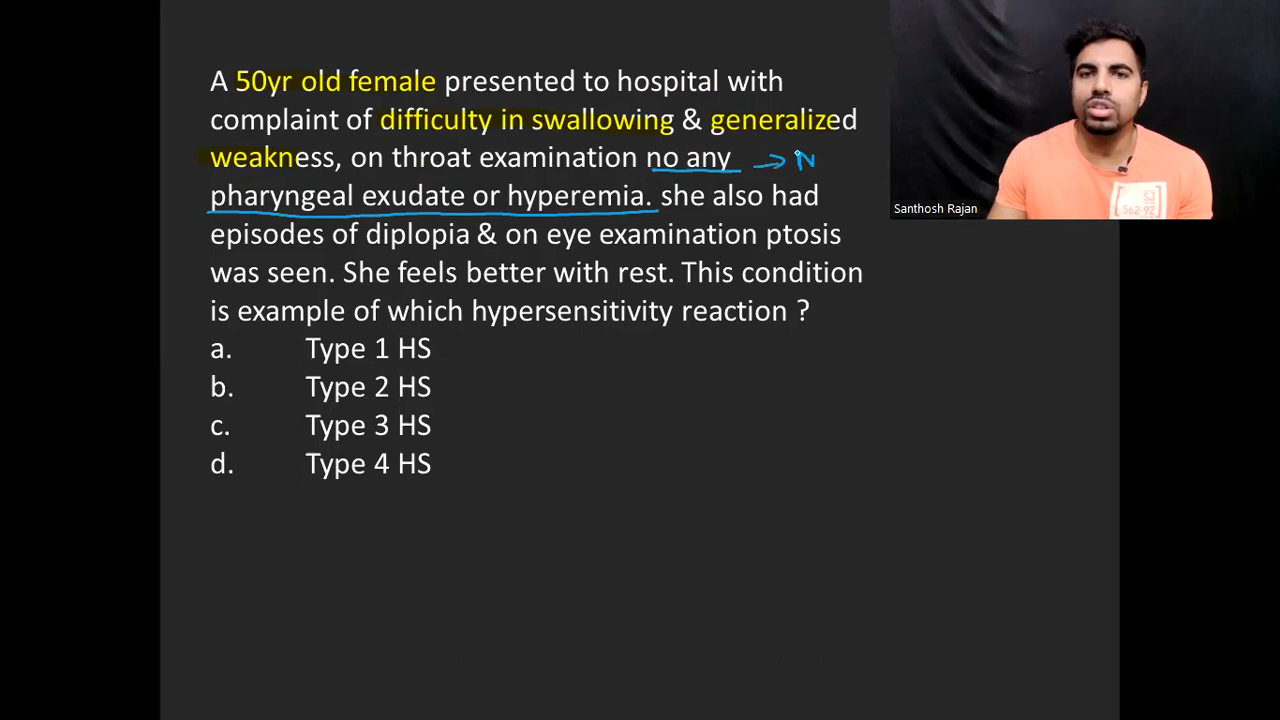 A 50yr old female presented to hospital with
complaint of difficulty in swallowing & generalized
weakness, on throat examination no any → N
pharyngeal exudate or hyperemia. she also had
episodes of diplopia & on eye examination ptosis
was seen. She feels better with rest. This condition
is example of which hypersensitivity reaction ?
a. Type 1 HS
b. Type 2 HS
c. Type 3 HS
d. Type 4 HS
SJ
562-92
Santhosh Rajan